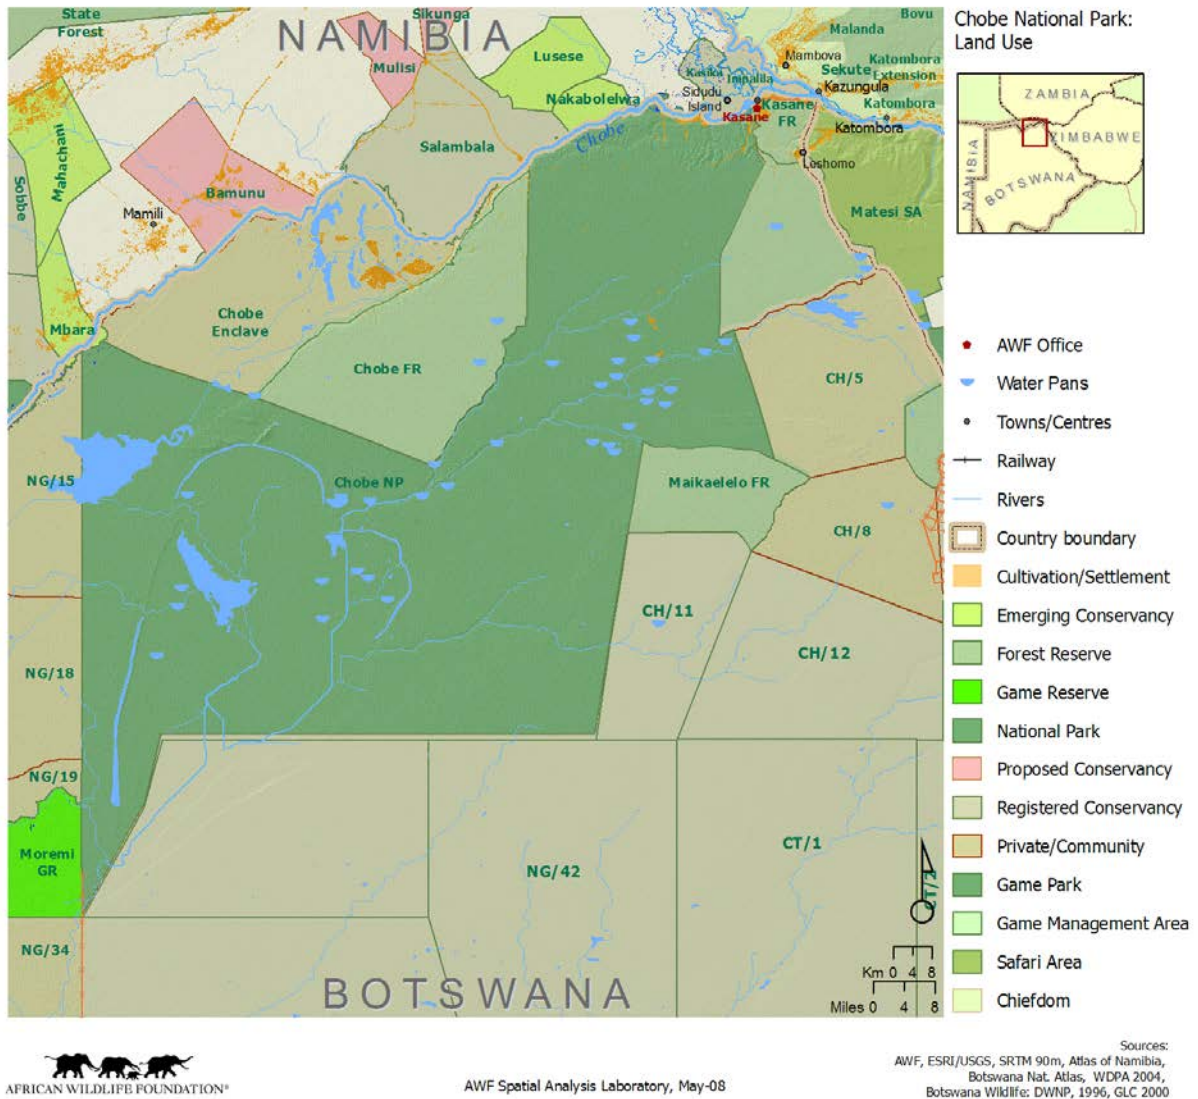 Chobe National Park:
Land Use
ZAMBIA
ZIMBABWE
NAMIBIA
BOTSWANA
NAMIBIA
State
Forest
Sikunga
Mulisi
Lusese
Nakabolelwa
Kasika
Impalila
Sidudu
Island
Kasane
Kasane
FR
Mambova
Malanda
Bovu
Sekute
Katombora
Extension
Kazungula
Katombora
Katombora
Leshomo
Matesi SA
Salambala
Chobe
Mahachani
Sobbe
Bamunu
Mamili
Mbara
Chobe
Enclave
Chobe FR
CH/5
NG/15
Chobe NP
Maikaelelo FR
CH/8
CH/11
CH/12
NG/18
NG/19
Moremi
GR
NG/34
NG/42
CT/1
CT/2
BOTSWANA
Km 0 4 8
Miles 0 4 8
AWF Office
Water Pans
Towns/Centres
Railway
Rivers
Country boundary
Cultivation/Settlement
Emerging Conservancy
Forest Reserve
Game Reserve
National Park
Proposed Conservancy
Registered Conservancy
Private/Community
Game Park
Game Management Area
Safari Area
Chiefdom
AFRICAN WILDLIFE FOUNDATION®
AWF Spatial Analysis Laboratory, May-08
Sources:
AWF, ESRI/USGS, SRTM 90m, Atlas of Namibia,
Botswana Nat. Atlas, WDPA 2004,
Botswana Wildlife: DWNP, 1996, GLC 2000